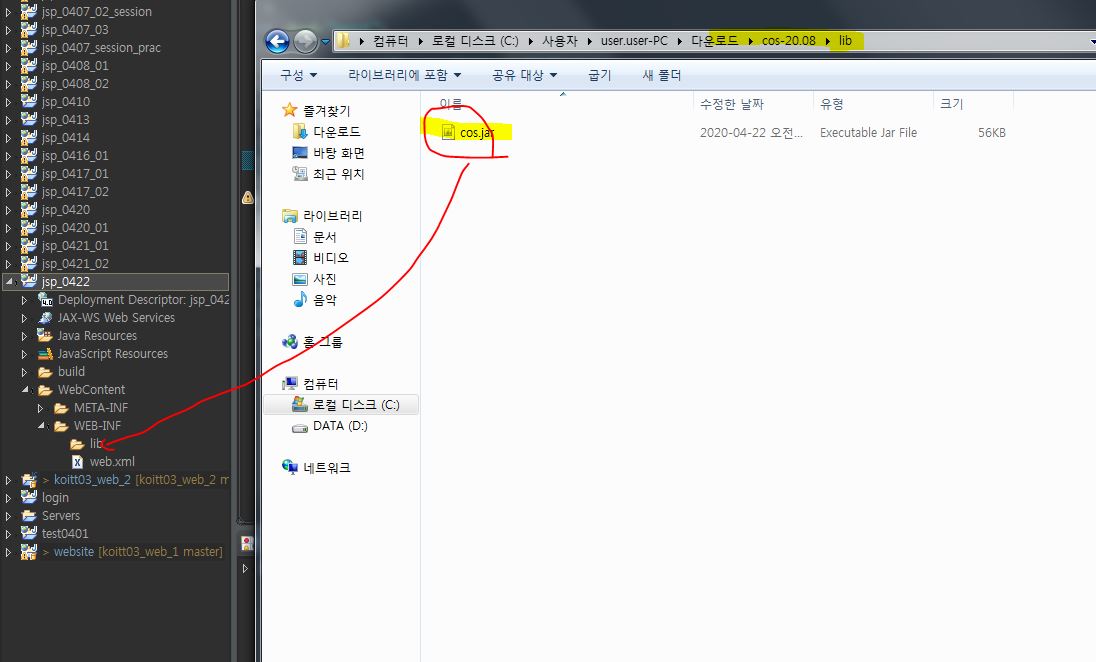 jsp_0407_02_session
jsp_0407_03
jsp_0407_session_prac
jsp_0408_01
jsp_0408_02
jsp_0410
jsp_0413
jsp_0414
jsp_0416_01
jsp_0417_01
jsp_0417_02
jsp_0420
jsp_0420_01
jsp_0421_01
jsp_0421_02
jsp_0422
Deployment Descriptor: jsp_042
JAX-WS Web Services
Java Resources
JavaScript Resources
build
WebContent
META-INF
WEB-INF
lib
web.xml
> koitt03_web_2 [koitt03_web_2 m
login
Servers
test0401
> website [koitt03_web_1 master]
컴퓨터 로컬 디스크 (C:) 사용자 user.user-PC 다운로드 cos-20.08 lib
구성 라이브러리에 포함 공유 대상 굽기 새 폴더
즐겨찾기
다운로드
바탕 화면
최근 위치
라이브러리
문서
비디오
사진
음악
홈 그룹
컴퓨터
로컬 디스크 (C:)
DATA (D:)
네트워크
이름 수정한 날짜 유형 크기
cos.jar 2020-04-22 오전... Executable Jar File 56KB